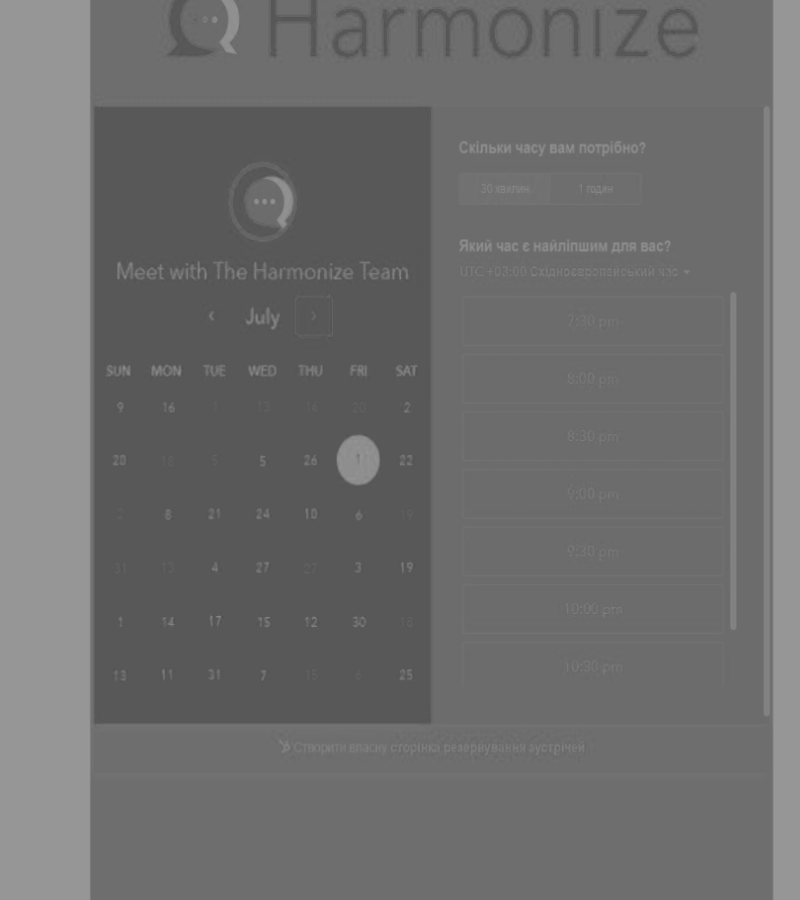 Harmonize
Meet with The Harmonize Team
‹ July ›
SUN MON TUE WED THU FRI SAT
9 16 1 13 16 20 2
20 18 5 5 26 1 22
2 8 21 24 10 6 19
31 13 4 27 3 19
1 14 17 15 12 30 13
13 11 31 7 15 6 25
Скільки часу вам потрібно?
30 хвилин 1 годин
Який час є найліпшим для вас?
UTC +03:00 Східноєвропейський час
7:30 pm
8:00 pm
8:30 pm
9:00 pm
9:30 pm
10:00 pm
10:30 pm
Створити власну сторінку резервування зустрічей